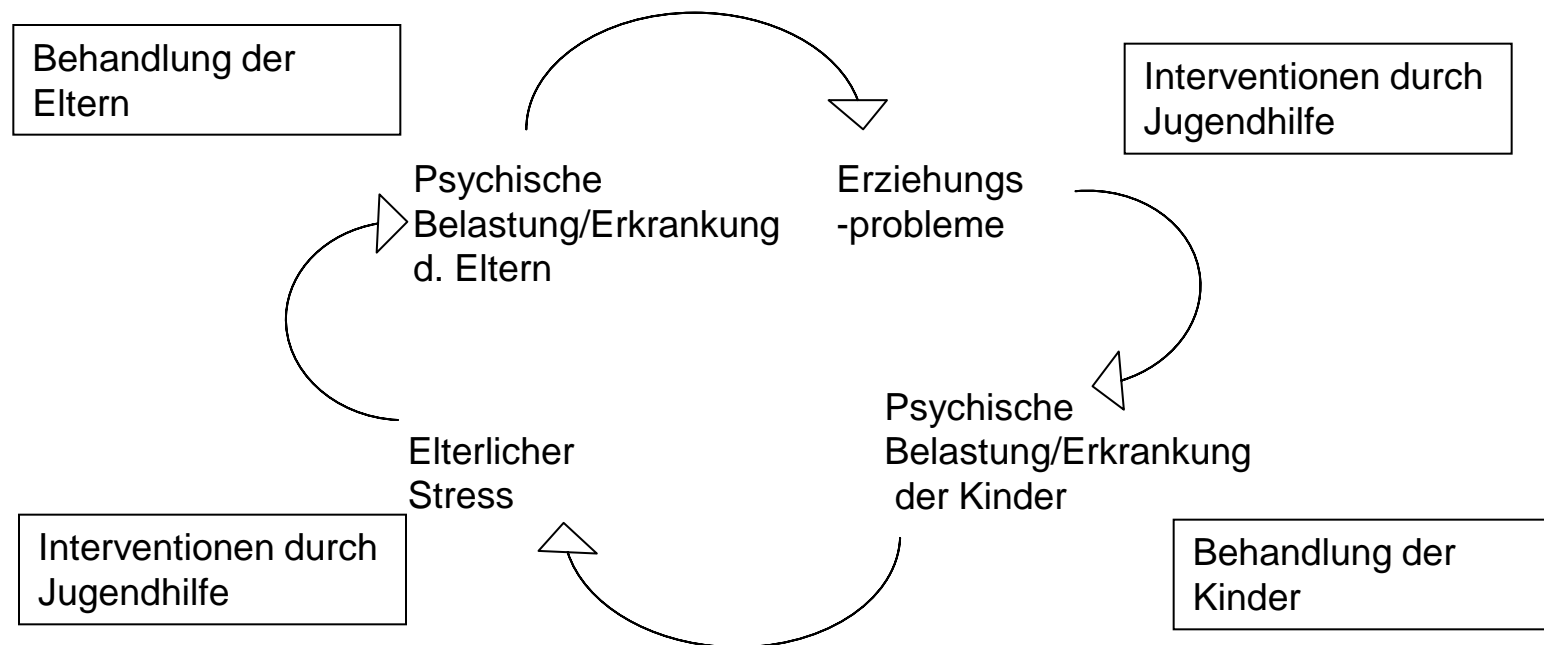 Behandlung der
Eltern
Interventionen durch
Jugendhilfe
Psychische
Belastung/Erkrankung
d. Eltern
Erziehungs
-probleme
Psychische
Belastung/Erkrankung
der Kinder
Elterlicher
Stress
Interventionen durch
Jugendhilfe
Behandlung der
Kinder